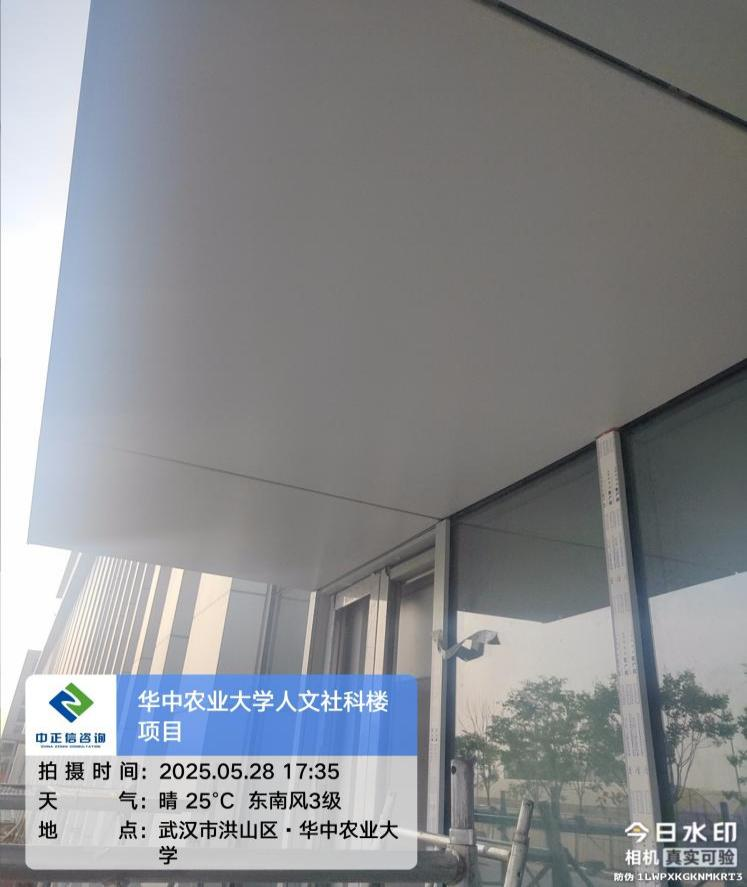 华中农业大学人文社科楼
项目
中正信咨询
CHINA ZENXN CONSULTATION
拍摄时间：2025.05.28 17:35
天气：晴 25°C 东南风3级
地点：武汉市洪山区·华中农业大
学
今日水印
相机 真实可验
防伪 1LWPXKGKNMKRT3